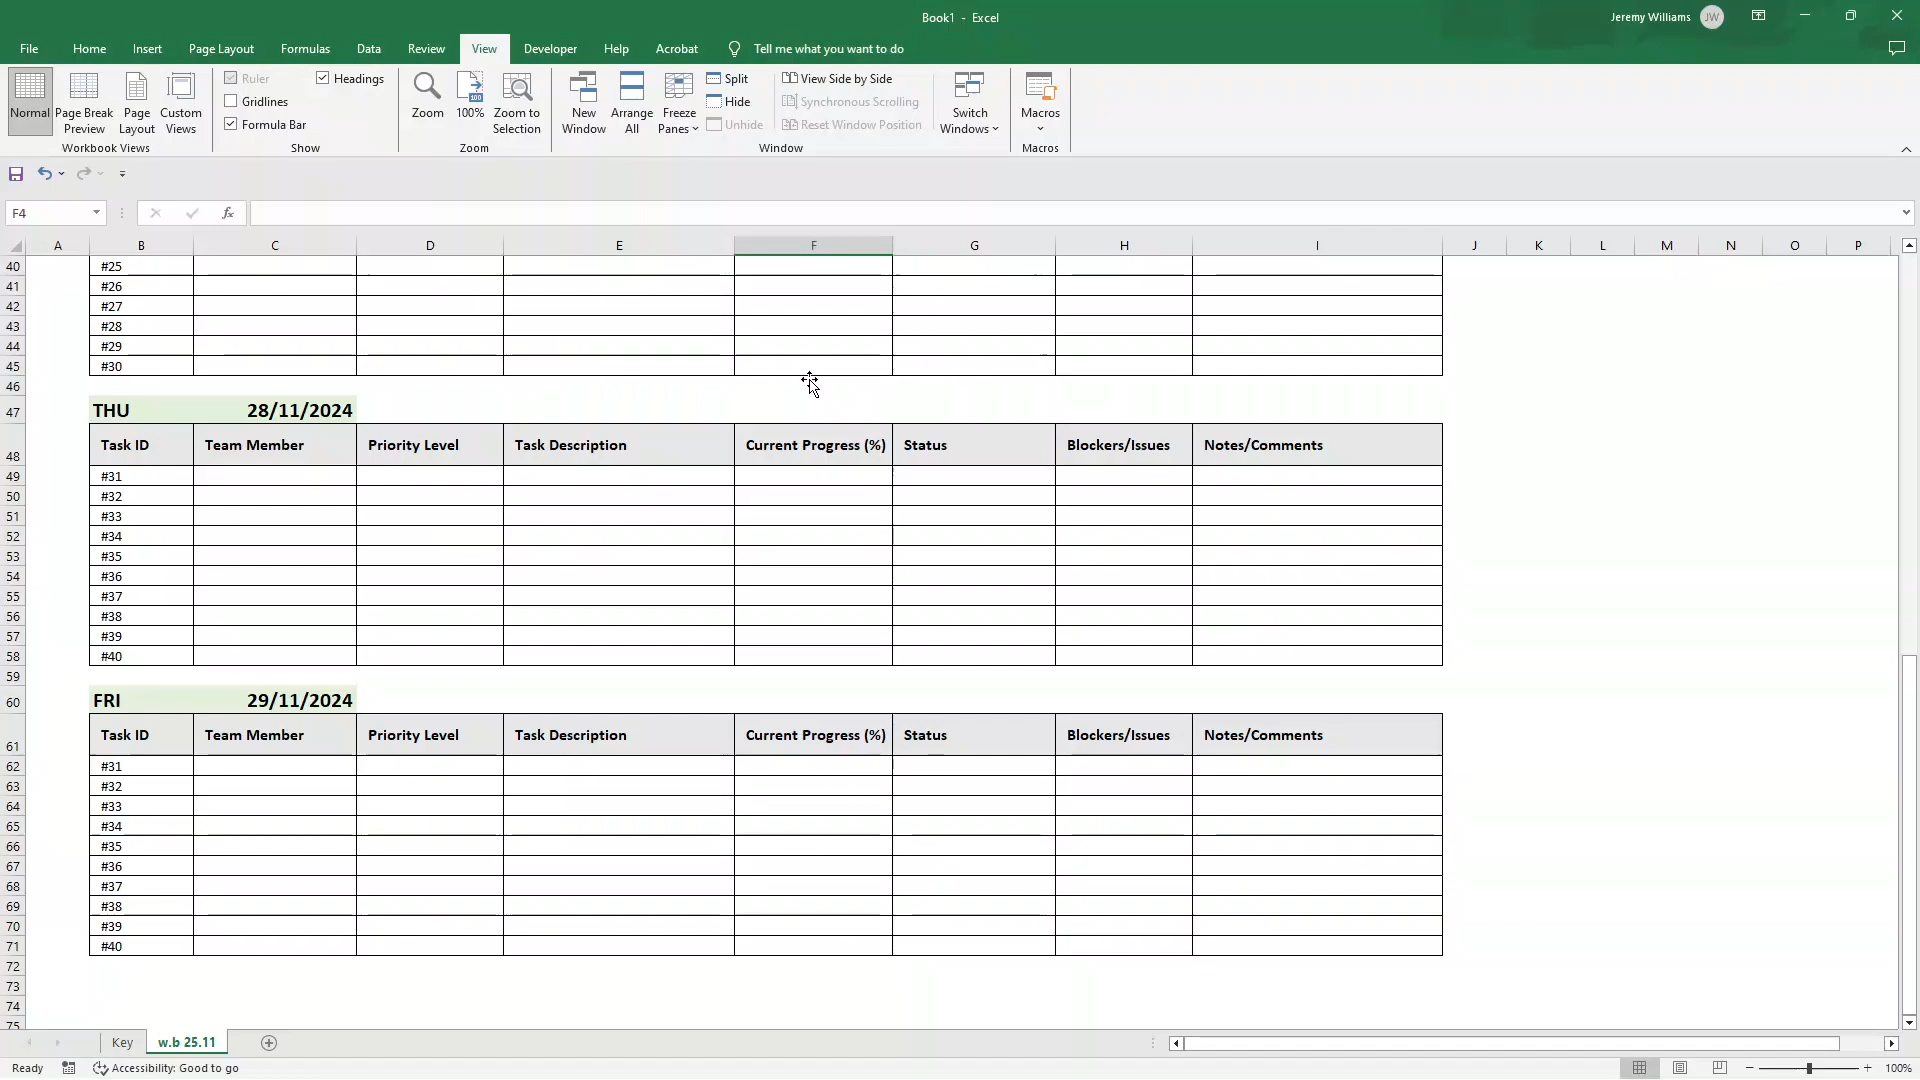 Book1 - Excel
Jeremy Williams JW
File Home Insert Page Layout Formulas Data Review View Developer Help Acrobat Tell me what you want to do
Normal
Page Break Preview
Page Layout
Custom Views
Workbook Views
Ruler
Headings
Gridlines
Formula Bar
Show
Zoom
100%
Zoom to Selection
Zoom
New Window
Arrange All
Freeze Panes
Split
Hide
Unhide
View Side by Side
Synchronous Scrolling
Reset Window Position
Switch Windows
Window
Macros
Macros
F4 fx
A B C D E F G H I J K L M N O P
40 #25
41 #26
42 #27
43 #28
44 #29
45 #30
46
47 THU 28/11/2024
48 Task ID Team Member Priority Level Task Description Current Progress (%) Status Blockers/Issues Notes/Comments
49 #31
50 #32
51 #33
52 #34
53 #35
54 #36
55 #37
56 #38
57 #39
58 #40
59
60 FRI 29/11/2024
61 Task ID Team Member Priority Level Task Description Current Progress (%) Status Blockers/Issues Notes/Comments
62 #31
63 #32
64 #33
65 #34
66 #35
67 #36
68 #37
69 #38
70 #39
71 #40
72
73
74
75
Key w.b 25.11
Ready Accessibility: Good to go 100%